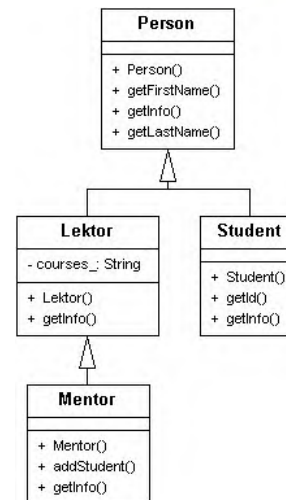 Person
+ Person()
+ getFirstName()
+ getInfo()
+ getLastName()
Lektor
- courses_: String
+ Lektor()
+ getInfo()
Student
+ Student()
+ getId()
+ getInfo()
Mentor
+ Mentor()
+ addStudent()
+ getInfo()